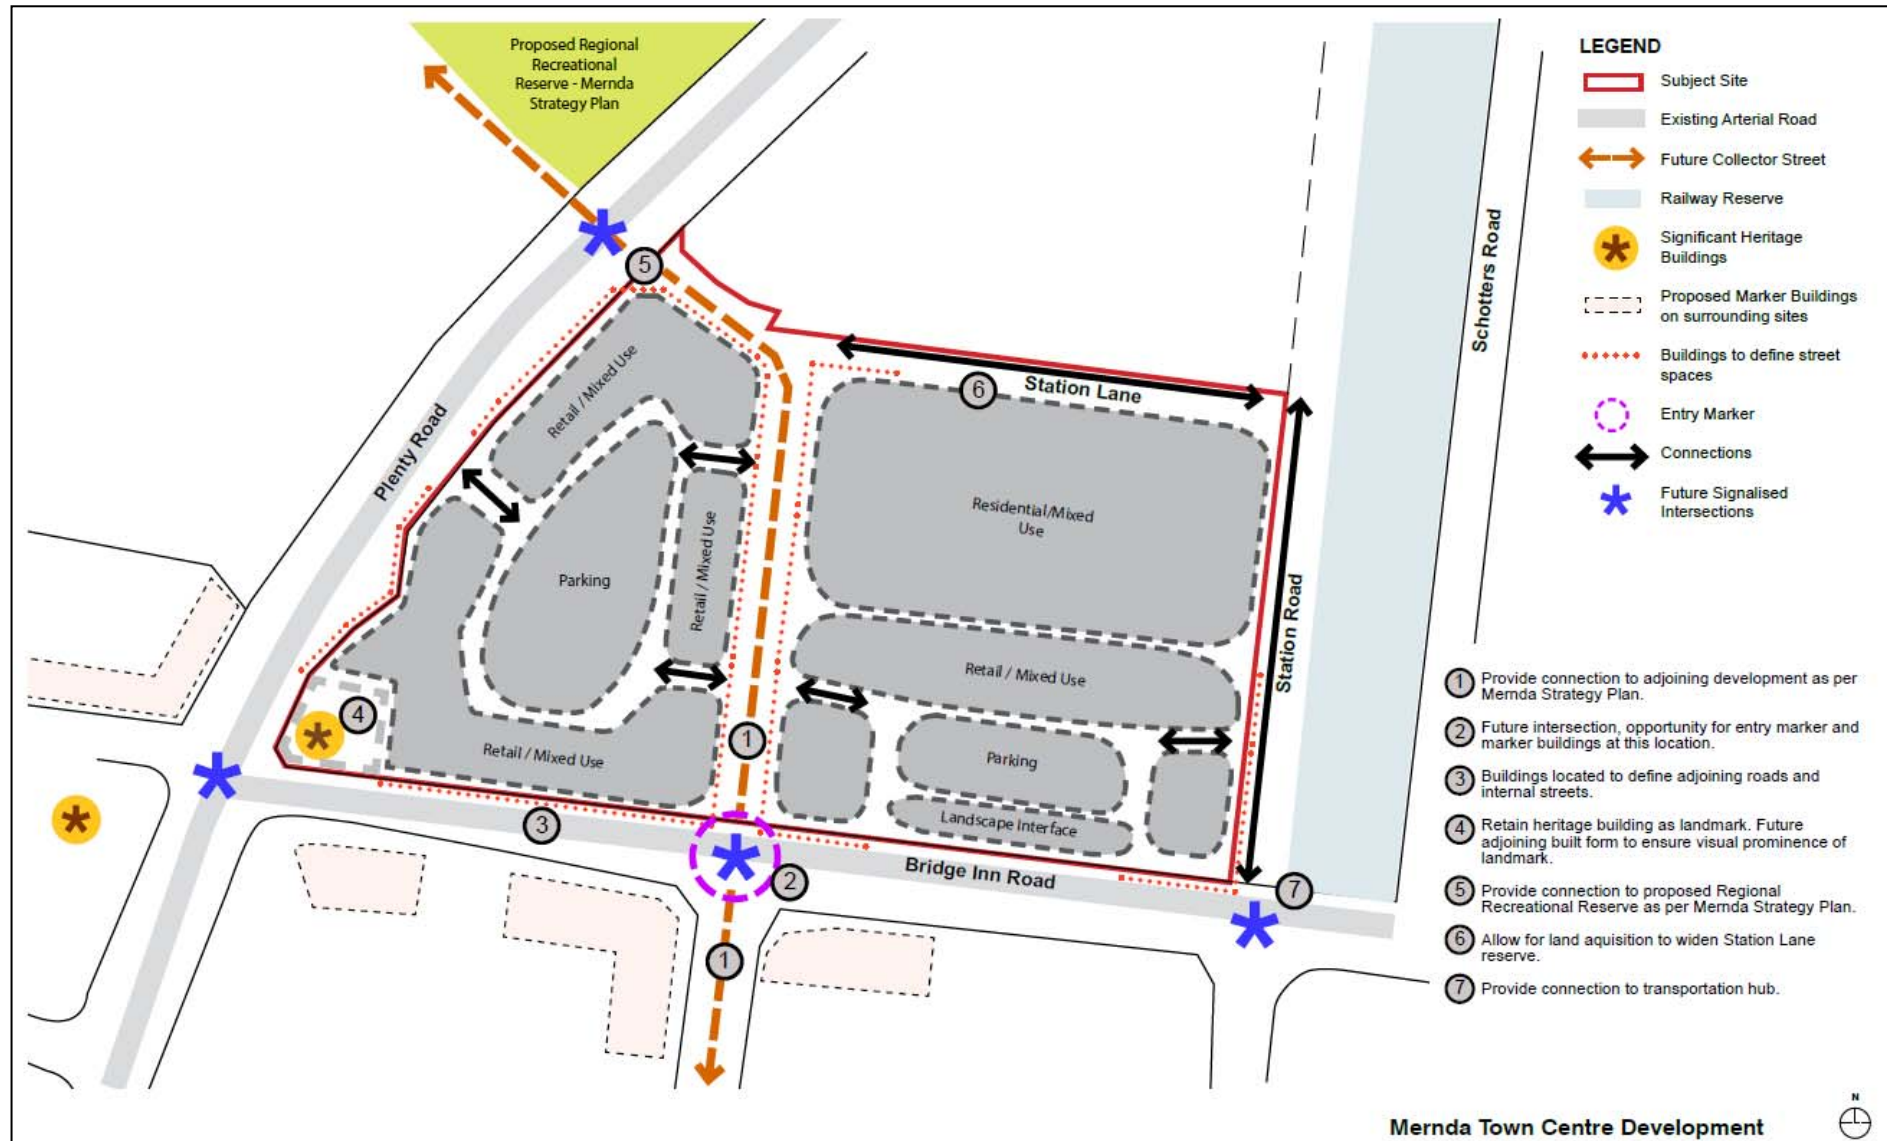 Proposed Regional
Recreational
Reserve - Mernda
Strategy Plan
5
Retail / Mixed Use
6
Station Lane
Plenty Road
Parking
Retail / Mixed Use
Residential/Mixed
Use
Retail / Mixed Use
Station Road
Schotters Road
4
Retail / Mixed Use
1
Parking
Landscape Interface
3
2
Bridge Inn Road
7
1
LEGEND
Subject Site
Existing Arterial Road
Future Collector Street
Railway Reserve
Significant Heritage
Buildings
Proposed Marker Buildings
on surrounding sites
Buildings to define street
spaces
Entry Marker
Connections
Future Signalised
Intersections
1 Provide connection to adjoining development as per
Mernda Strategy Plan.
2 Future intersection, opportunity for entry marker and
marker buildings at this location.
3 Buildings located to define adjoining roads and
internal streets.
4 Retain heritage building as landmark. Future
adjoining built form to ensure visual prominence of
landmark.
5 Provide connection to proposed Regional
Recreational Reserve as per Mernda Strategy Plan.
6 Allow for land aquisition to widen Station Lane
reserve.
7 Provide connection to transportation hub.
Mernda Town Centre Development
N